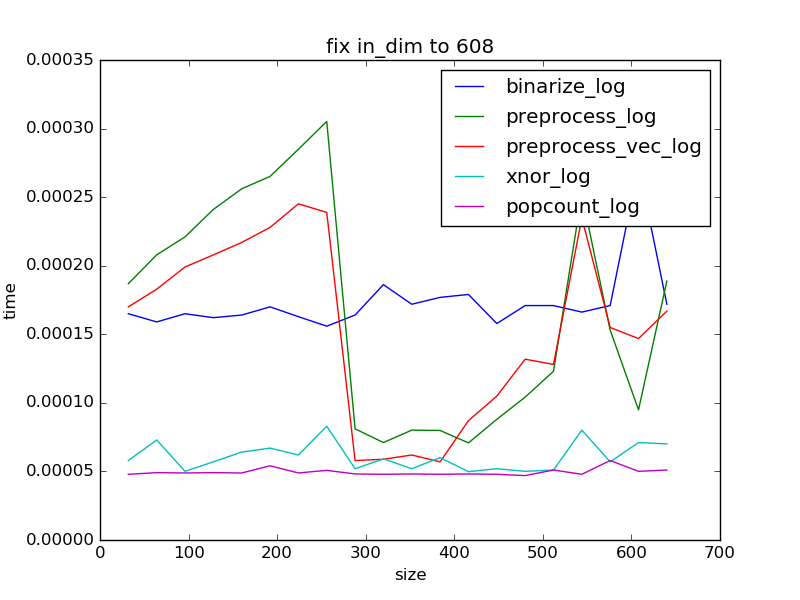 fix in_dim to 608
0.00035
0.00030
0.00025
0.00020
0.00015
0.00010
0.00005
0.00000
time
binarize_log
preprocess_log
preprocess_vec_log
xnor_log
popcount_log
0 100 200 300 400 500 600 700
size